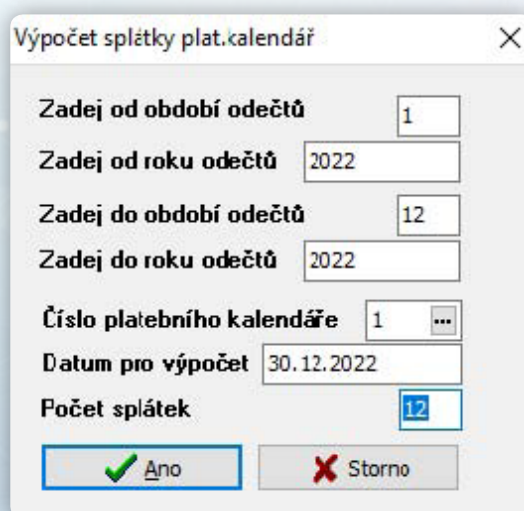 Výpočet splátky plat.kalendář
Zadej od období odečtů 1
Zadej od roku odečtů 2022
Zadej do období odečtů 12
Zadej do roku odečtů 2022
Číslo platebního kalendáře 1 ...
Datum pro výpočet 30.12.2022
Počet splátek 12
Ano Storno